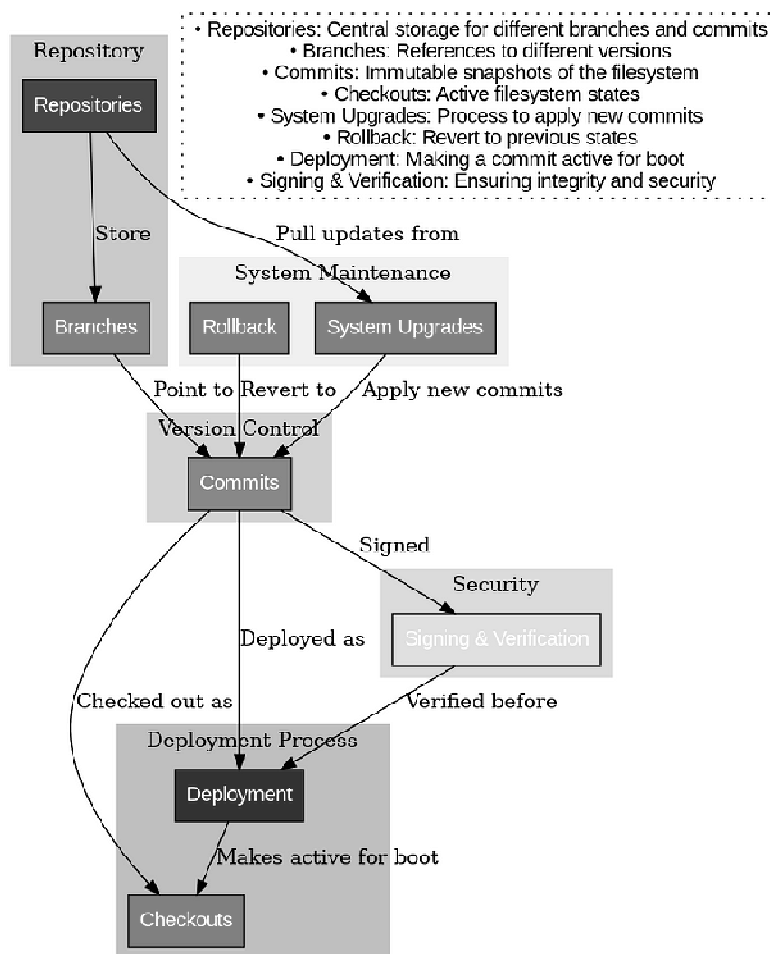 • Repositories: Central storage for different branches and commits
• Branches: References to different versions
• Commits: Immutable snapshots of the filesystem
• Checkouts: Active filesystem states
• System Upgrades: Process to apply new commits
• Rollback: Revert to previous states
• Deployment: Making a commit active for boot
• Signing & Verification: Ensuring integrity and security
Repository
Repositories
Store
Pull updates from
System Maintenance
Branches
Rollback
System Upgrades
Point to
Revert to
Apply new commits
Version Control
Commits
Signed
Security
Signing & Verification
Deployed as
Checked out as
Verified before
Deployment Process
Deployment
Makes active for boot
Checkouts